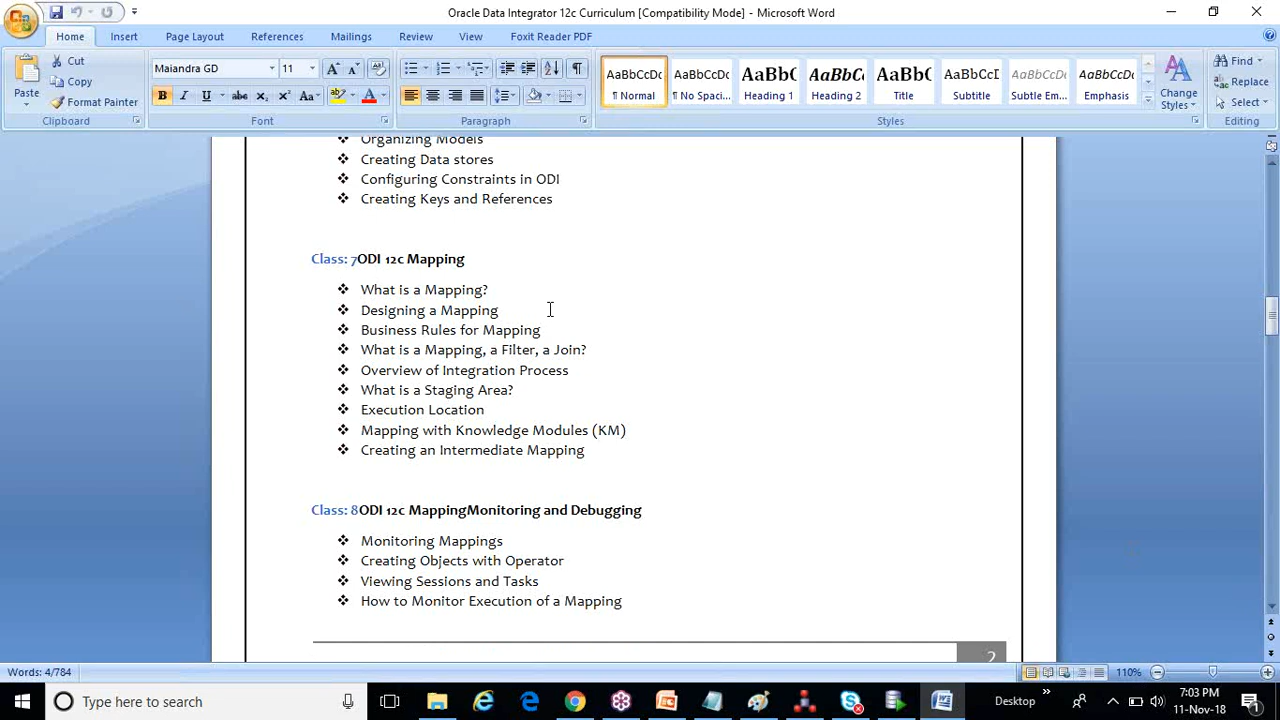 Oracle Data Integrator 12c Curriculum [Compatibility Mode] - Microsoft Word
Home Insert Page Layout References Mailings Review View Foxit Reader PDF
Paste
Cut
Copy
Format Painter
Clipboard
Maiandra GD 11
B I U abc X₂ X² Aa
Font
Paragraph
AaBbCcDc AaBbCcDc AaBbC AaBbCc AaBbC AaBbCcI AaBbCcDc AaBbCcDc
¶ Normal ¶ No Spaci... Heading 1 Heading 2 Title Subtitle Subtle Em... Emphasis
Styles
Change Styles
Find
Replace
Select
Editing
Organizing Models
Creating Data stores
Configuring Constraints in ODI
Creating Keys and References
Class: 7ODI 12c Mapping
What is a Mapping?
Designing a Mapping
Business Rules for Mapping
What is a Mapping, a Filter, a Join?
Overview of Integration Process
What is a Staging Area?
Execution Location
Mapping with Knowledge Modules (KM)
Creating an Intermediate Mapping
Class: 8ODI 12c MappingMonitoring and Debugging
Monitoring Mappings
Creating Objects with Operator
Viewing Sessions and Tasks
How to Monitor Execution of a Mapping
2
Words: 4/784
110%
Type here to search
Desktop
7:03 PM
11-Nov-18